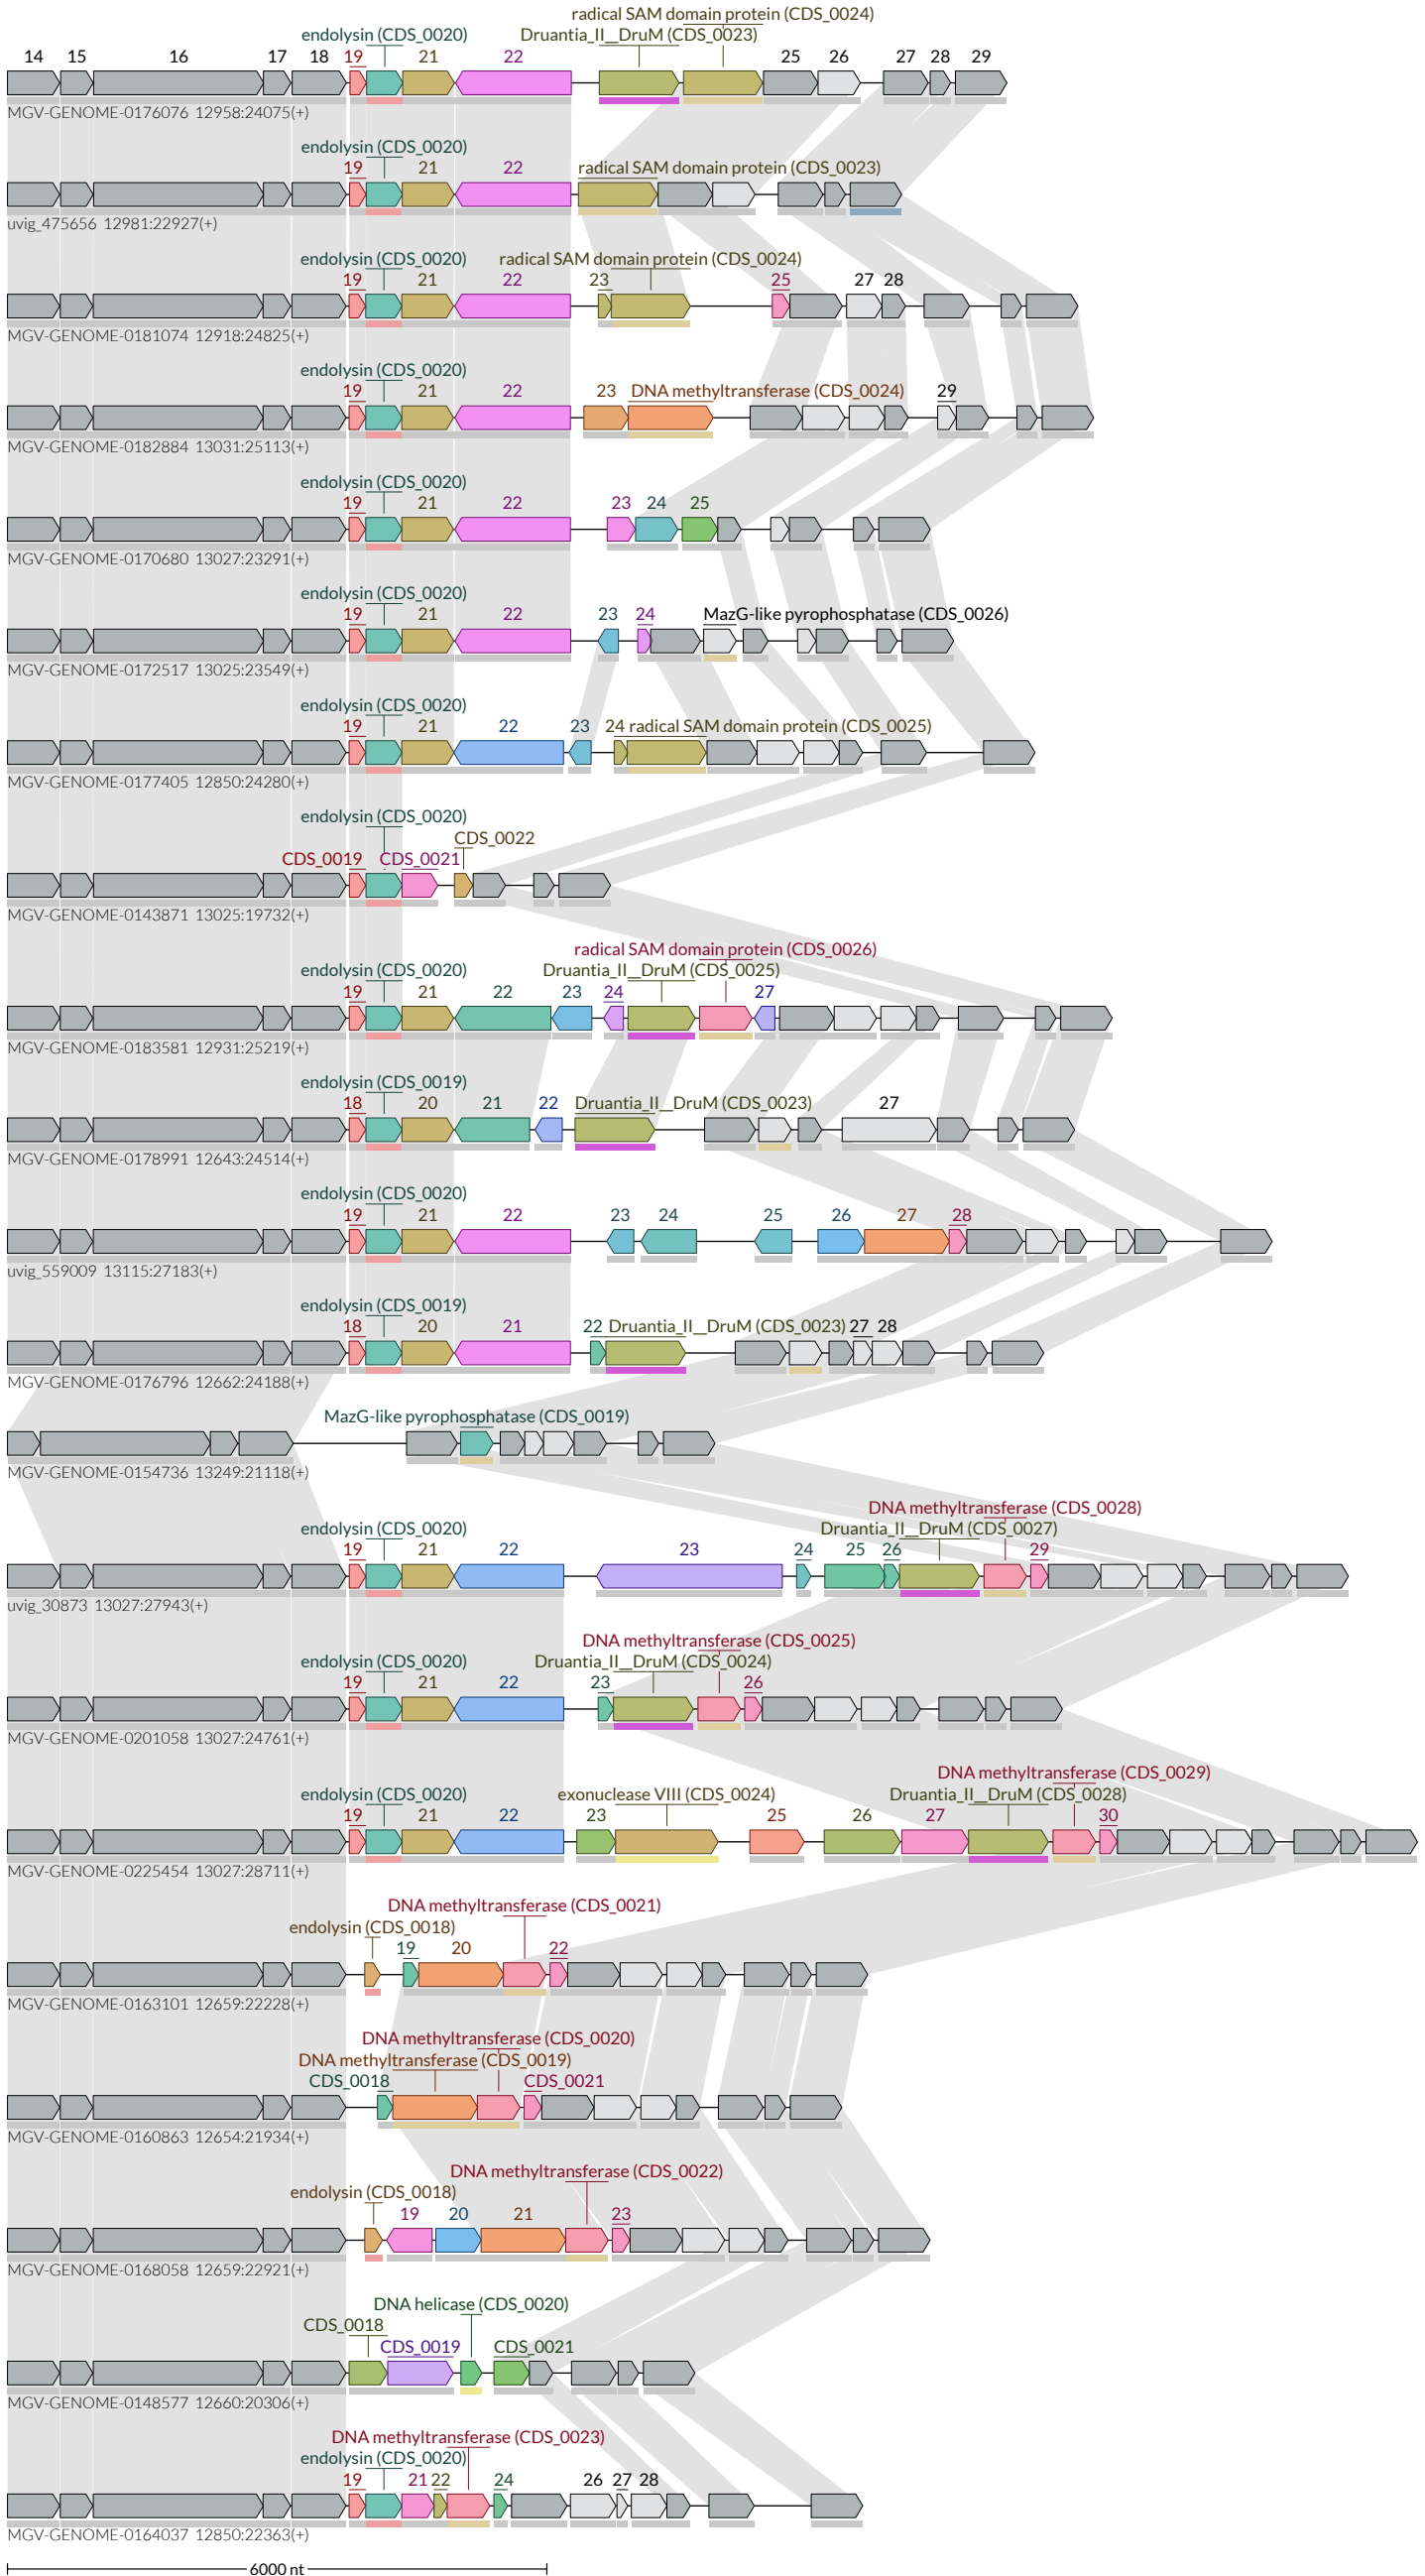 radical SAM domain protein (CDS_0024)
endolysin (CDS_0020) Druantia_II__DruM (CDS_0023)
14 15 16 17 18 19 21 22 25 26 27 28 29
MGV-GENOME-0176076 12958:24075(+)
endolysin (CDS_0020)
19 21 22 radical SAM domain protein (CDS_0023)
uvig_475656 12981:22927(+)
endolysin (CDS_0020) radical SAM domain protein (CDS_0024)
19 21 22 23 25 27 28
MGV-GENOME-0181074 12918:24825(+)
endolysin (CDS_0020)
19 21 22 23 DNA methyltransferase (CDS_0024) 29
MGV-GENOME-0182884 13031:25113(+)
endolysin (CDS_0020)
19 21 22 23 24 25
MGV-GENOME-0170680 13027:23291(+)
endolysin (CDS_0020)
19 21 22 23 24 MazG-like pyrophosphatase (CDS_0026)
MGV-GENOME-0172517 13025:23549(+)
endolysin (CDS_0020)
19 21 22 23 24 radical SAM domain protein (CDS_0025)
MGV-GENOME-0177405 12850:24280(+)
endolysin (CDS_0020)
CDS_0022
CDS_0019 CDS_0021
MGV-GENOME-0143871 13025:19732(+)
radical SAM domain protein (CDS_0026)
endolysin (CDS_0020) Druantia_II__DruM (CDS_0025)
19 21 22 23 24 27
MGV-GENOME-0183581 12931:25219(+)
endolysin (CDS_0019)
18 20 21 22 Druantia_II__DruM (CDS_0023) 27
MGV-GENOME-0178991 12643:24514(+)
endolysin (CDS_0020)
19 21 22 23 24 25 26 27 28
uvig_559009 13115:27183(+)
endolysin (CDS_0019)
18 20 21 22 Druantia_II__DruM (CDS_0023) 27 28
MGV-GENOME-0176796 12662:24188(+)
MazG-like pyrophosphatase (CDS_0019)
MGV-GENOME-0154736 13249:21118(+)
DNA methyltransferase (CDS_0028)
endolysin (CDS_0020) Druantia_II__DruM (CDS_0027)
19 21 22 23 24 25 26 29
uvig_30873 13027:27943(+)
DNA methyltransferase (CDS_0025)
endolysin (CDS_0020) Druantia_II__DruM (CDS_0024)
19 21 22 23 26
MGV-GENOME-0201058 13027:24761(+)
DNA methyltransferase (CDS_0029)
endolysin (CDS_0020) exonuclease VIII (CDS_0024) Druantia_II__DruM (CDS_0028)
19 21 22 23 25 26 27 30
MGV-GENOME-0225454 13027:28711(+)
DNA methyltransferase (CDS_0021)
endolysin (CDS_0018)
19 20 22
MGV-GENOME-0163101 12659:22228(+)
DNA methyltransferase (CDS_0020)
DNA methyltransferase (CDS_0019)
CDS_0018 CDS_0021
MGV-GENOME-0160863 12654:21934(+)
DNA methyltransferase (CDS_0022)
endolysin (CDS_0018)
19 20 21 23
MGV-GENOME-0168058 12659:22921(+)
DNA helicase (CDS_0020)
CDS_0018
CDS_0019 CDS_0021
MGV-GENOME-0148577 12660:20306(+)
DNA methyltransferase (CDS_0023)
endolysin (CDS_0020)
19 21 22 24 26 27 28
MGV-GENOME-0164037 12850:22363(+)
6000 nt